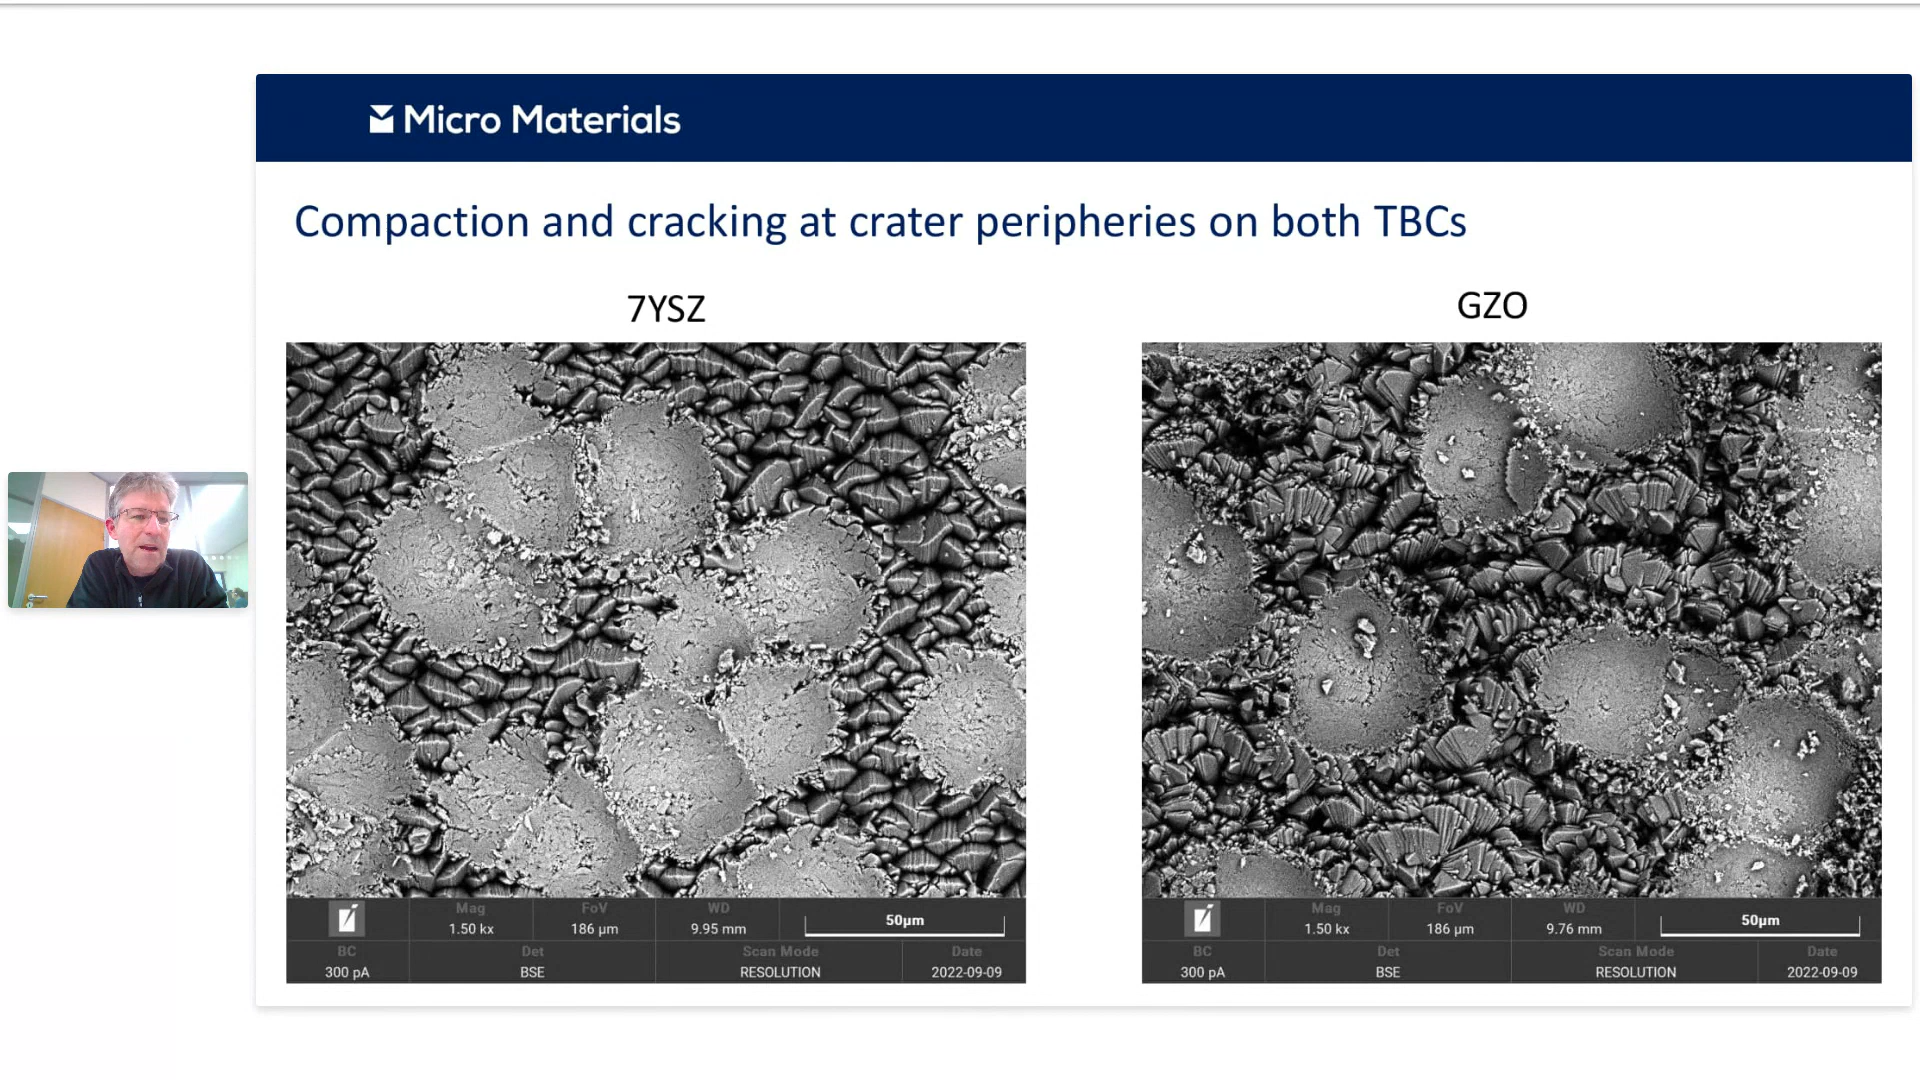 Micro Materials
Compaction and cracking at crater peripheries on both TBCs
7YSZ
GZO
Mag FoV WD
1.50 kx 186 µm 9.95 mm 50µm
BC Det Scan Mode Date
300 pA BSE RESOLUTION 2022-09-09
Mag FoV WD
1.50 kx 186 µm 9.76 mm 50µm
BC Det Scan Mode Date
300 pA BSE RESOLUTION 2022-09-09